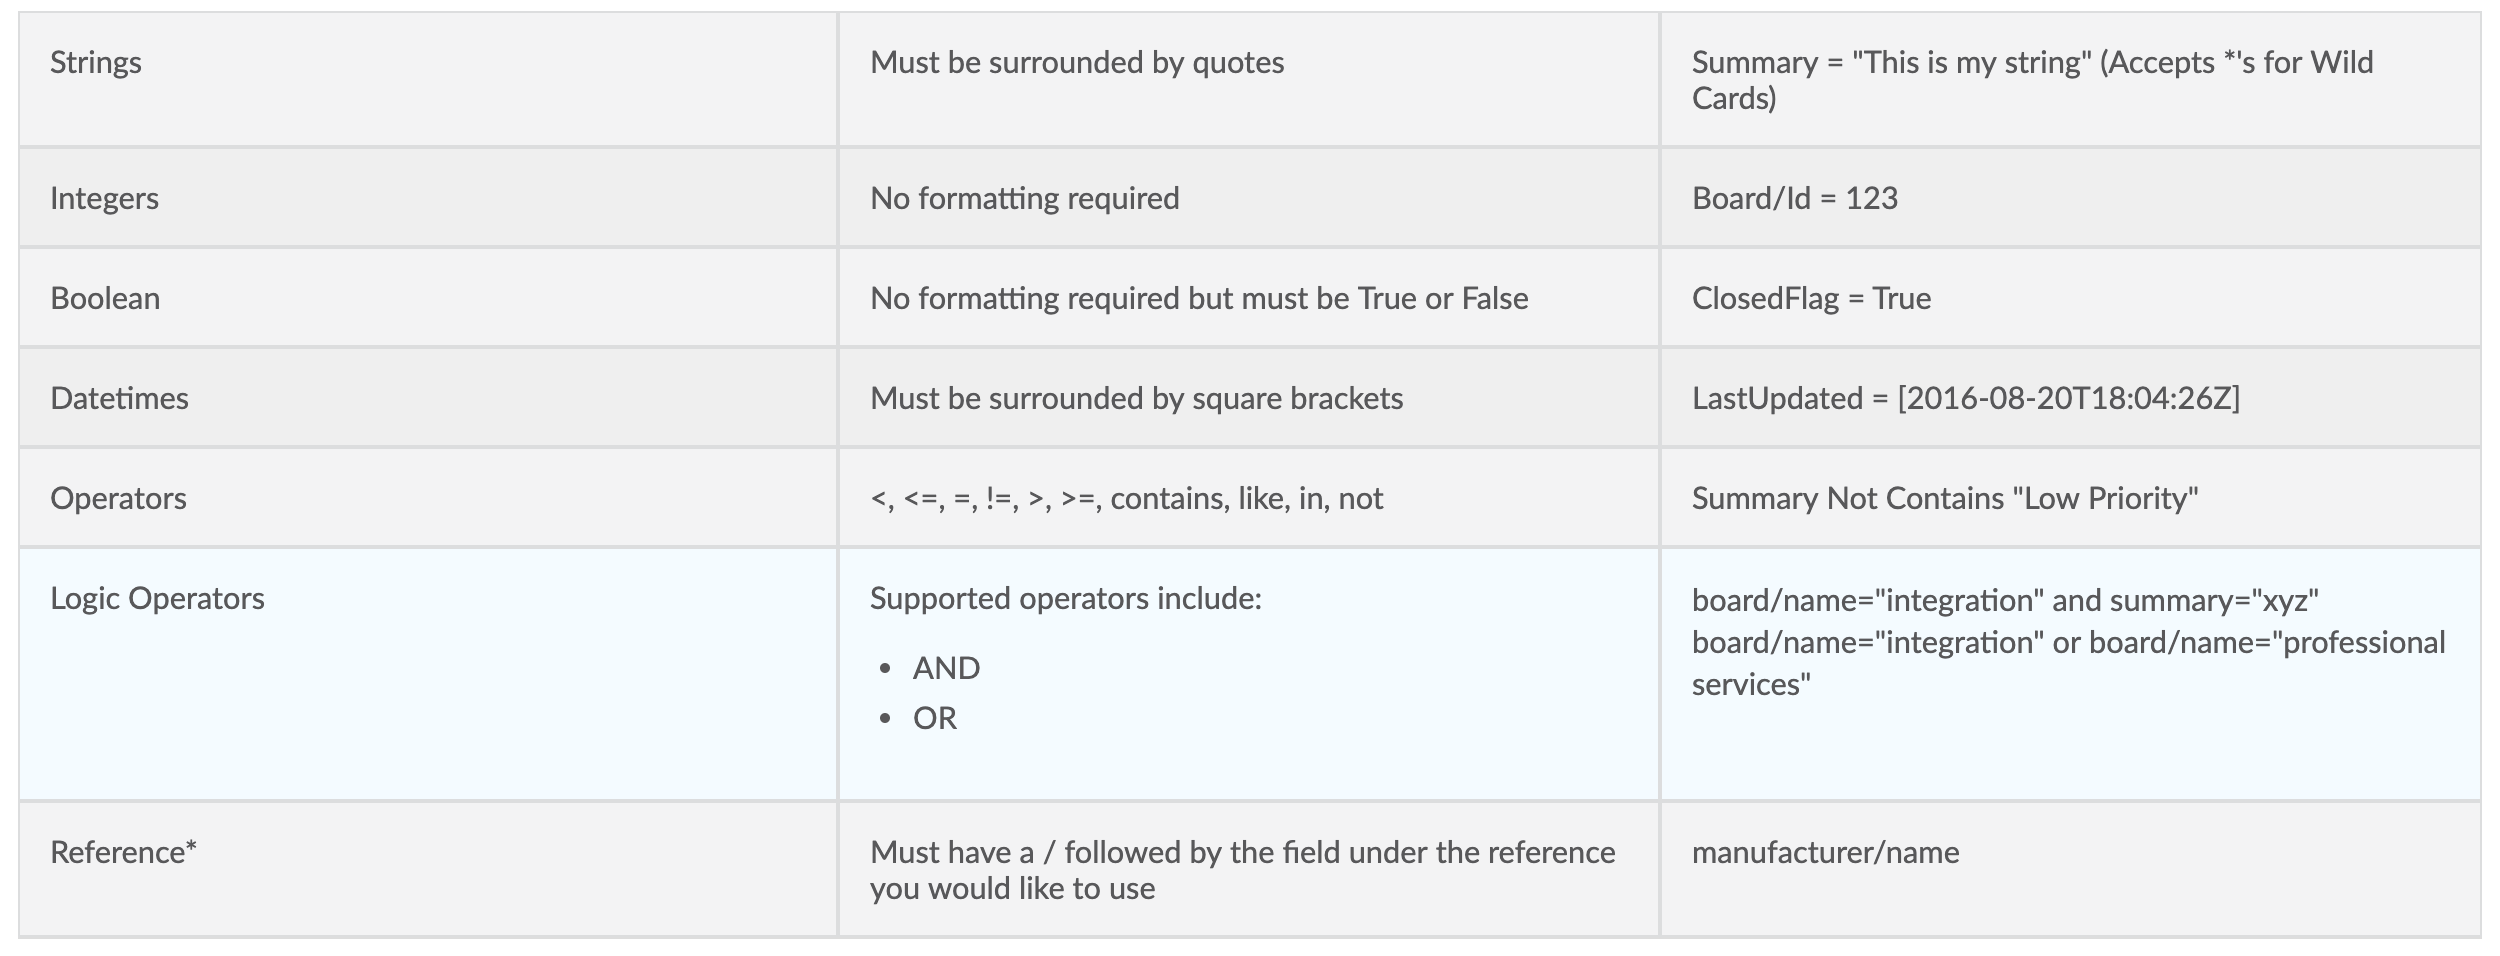 Strings
Must be surrounded by quotes
Summary = "This is my string" (Accepts *'s for Wild
Cards)
Integers
No formatting required
Board/Id = 123
Boolean
No formatting required but must be True or False
ClosedFlag = True
Datetimes
Must be surrounded by square brackets
LastUpdated = [2016-08-20T18:04:26Z]
Operators
<, <=, =, !=, >, >=, contains, like, in, not
Summary Not Contains "Low Priority"
Logic Operators
Supported operators include:
• AND
• OR
board/name="integration" and summary="xyz"
board/name="integration" or board/name="professional
services"
Reference*
Must have a / followed by the field under the reference
you would like to use
manufacturer/name